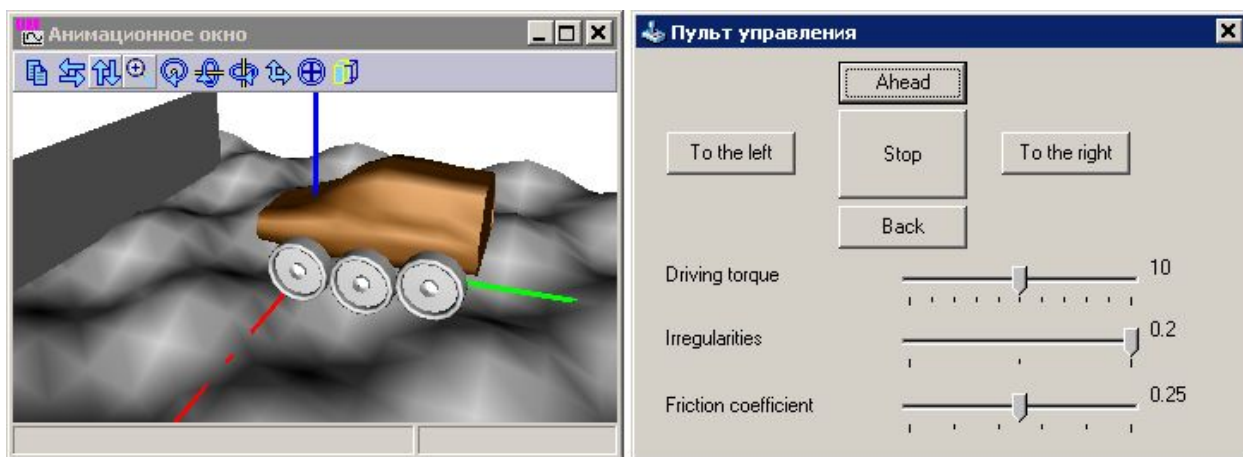 Анимационное окно
Пульт управления
Ahead
To the left
Stop
To the right
Back
Driving torque
10
Irregularities
0.2
Friction coefficient
0.25